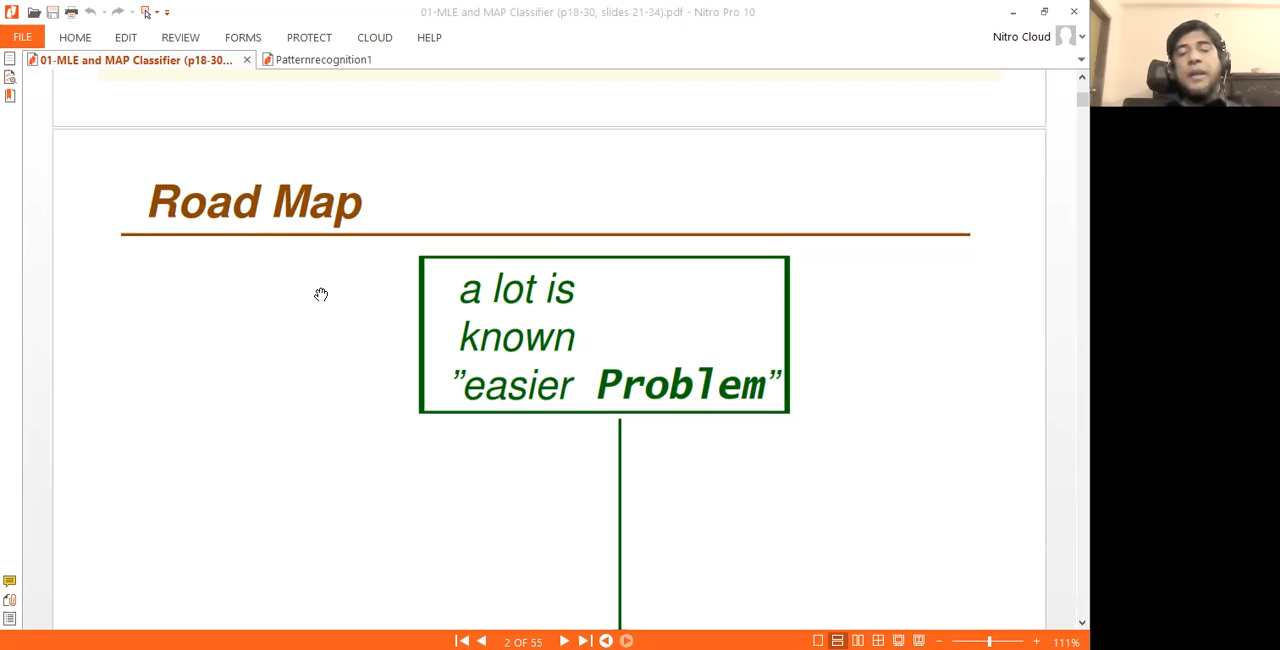 01-MLE and MAP Classifier (p18-30, slides 21-34).pdf - Nitro Pro 10
FILE HOME EDIT REVIEW FORMS PROTECT CLOUD HELP
Nitro Cloud
01-MLE and MAP Classifier (p18-30...
Patternrecognition1
Road Map
a lot is
known
"easier Problem"
2 OF 55
111%